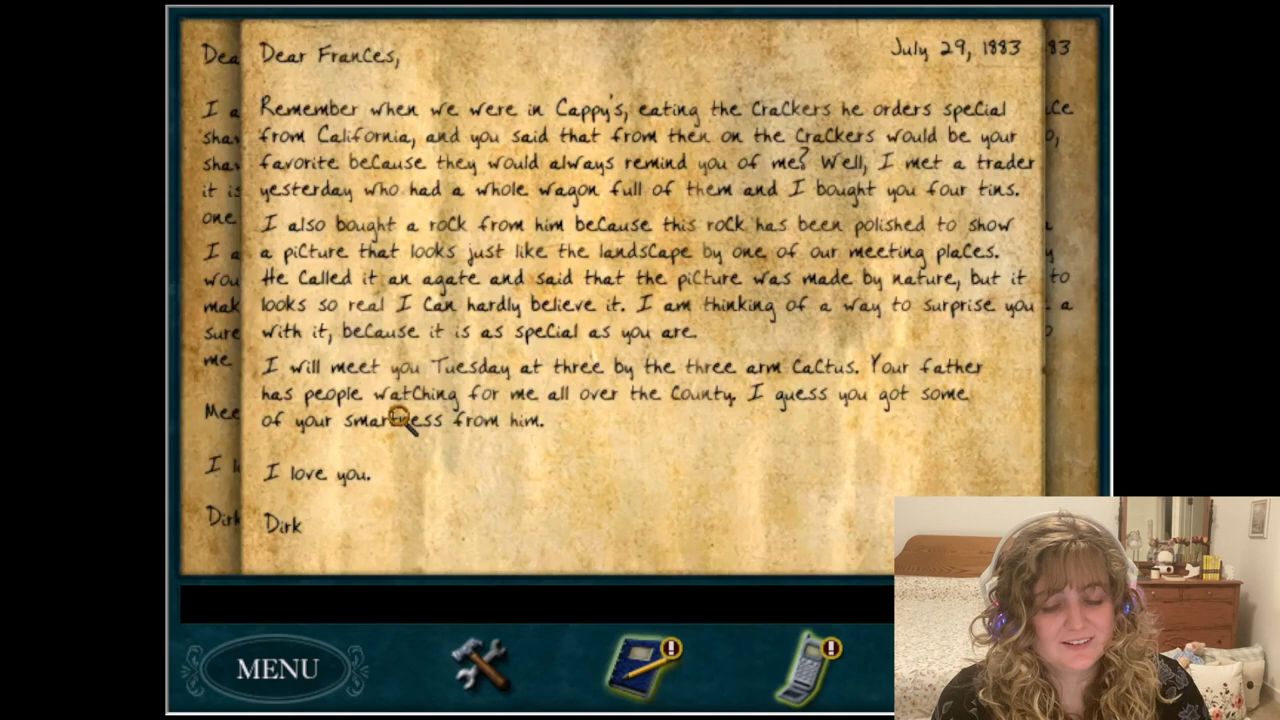 Dear Frances,
July 29, 1883
Remember when we were in Cappy's, eating the crackers he orders special
from California, and you said that from then on the crackers would be your
favorite because they would always remind you of me? Well, I met a trader
yesterday who had a whole wagon full of them and I bought you four tins.
I also bought a rock from him because this rock has been polished to show
a picture that looks just like the landscape by one of our meeting places.
He called it an agate and said that the picture was made by nature, but it
looks so real I can hardly believe it. I am thinking of a way to surprise you
with it, because it is as special as you are.
I will meet you Tuesday at three by the three arm cactus. Your father
has people watching for me all over the county. I guess you got some
of your smartness from him.
I love you.
Dirk
MENU